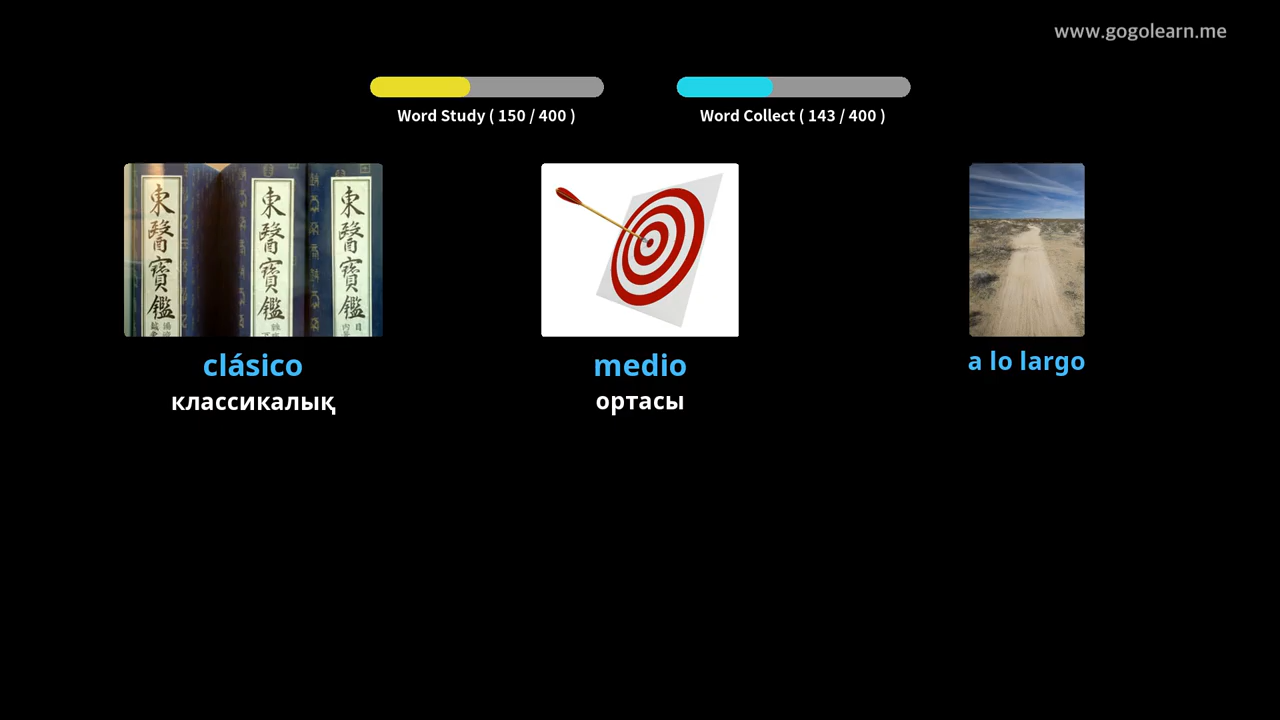 www.gogolearn.me
Word Study ( 150 / 400 )
Word Collect ( 143 / 400 )
東醫寶鑑
東醫寶鑑
東醫寶鑑
clásico
классикалық
medio
ортасы
a lo largo